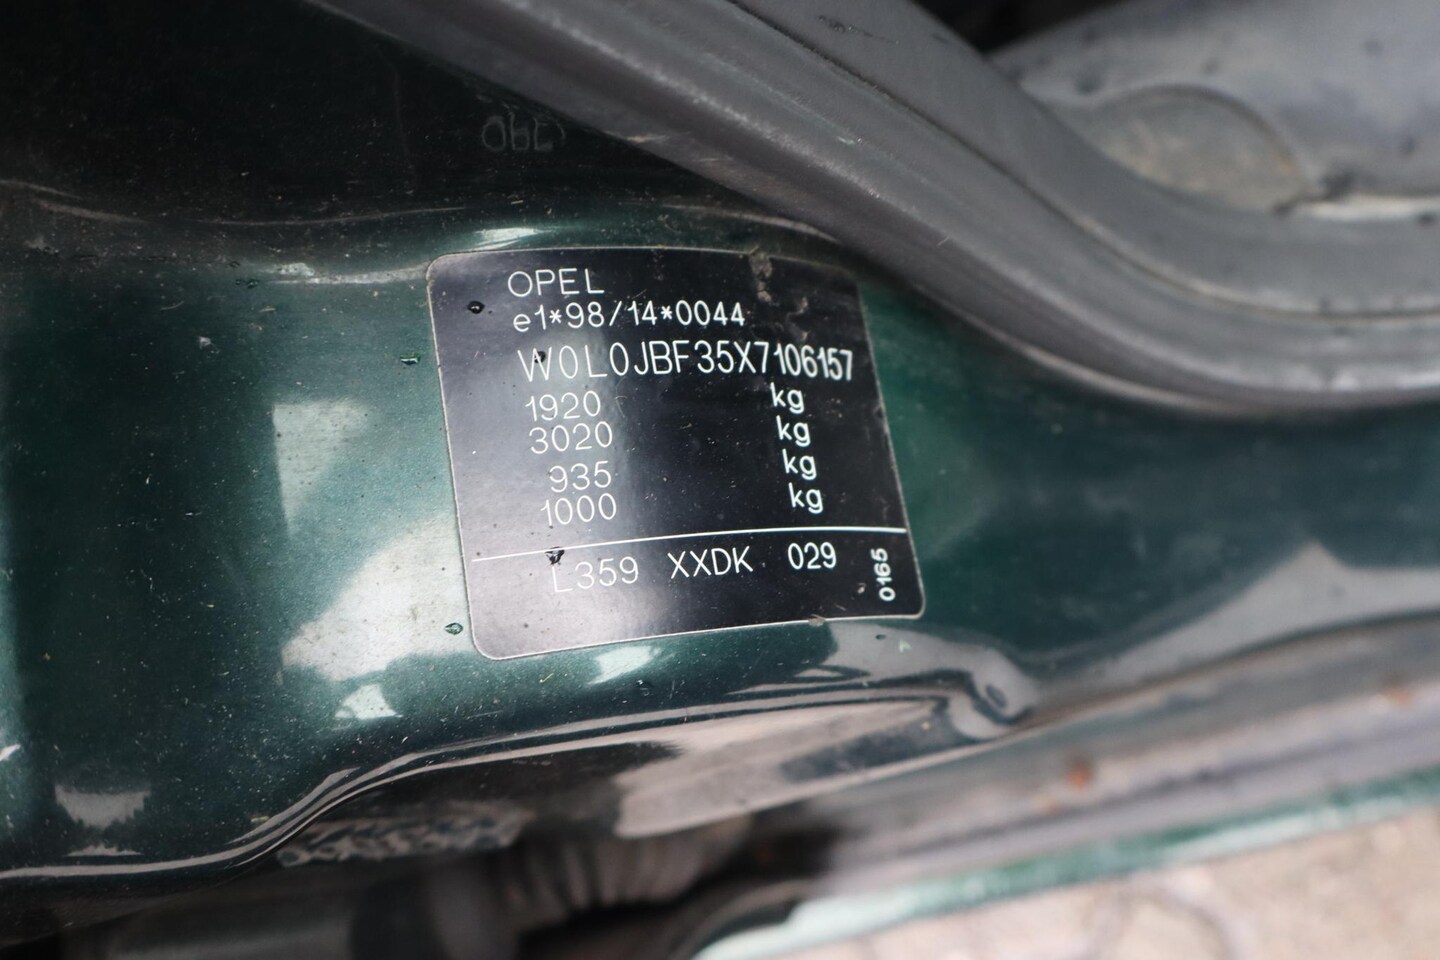 OPEL
e1*98/14*0044
W0L0JBF35X7106157
1920 kg
3020 kg
935 kg
1000 kg
L359 XXDK 029
0165